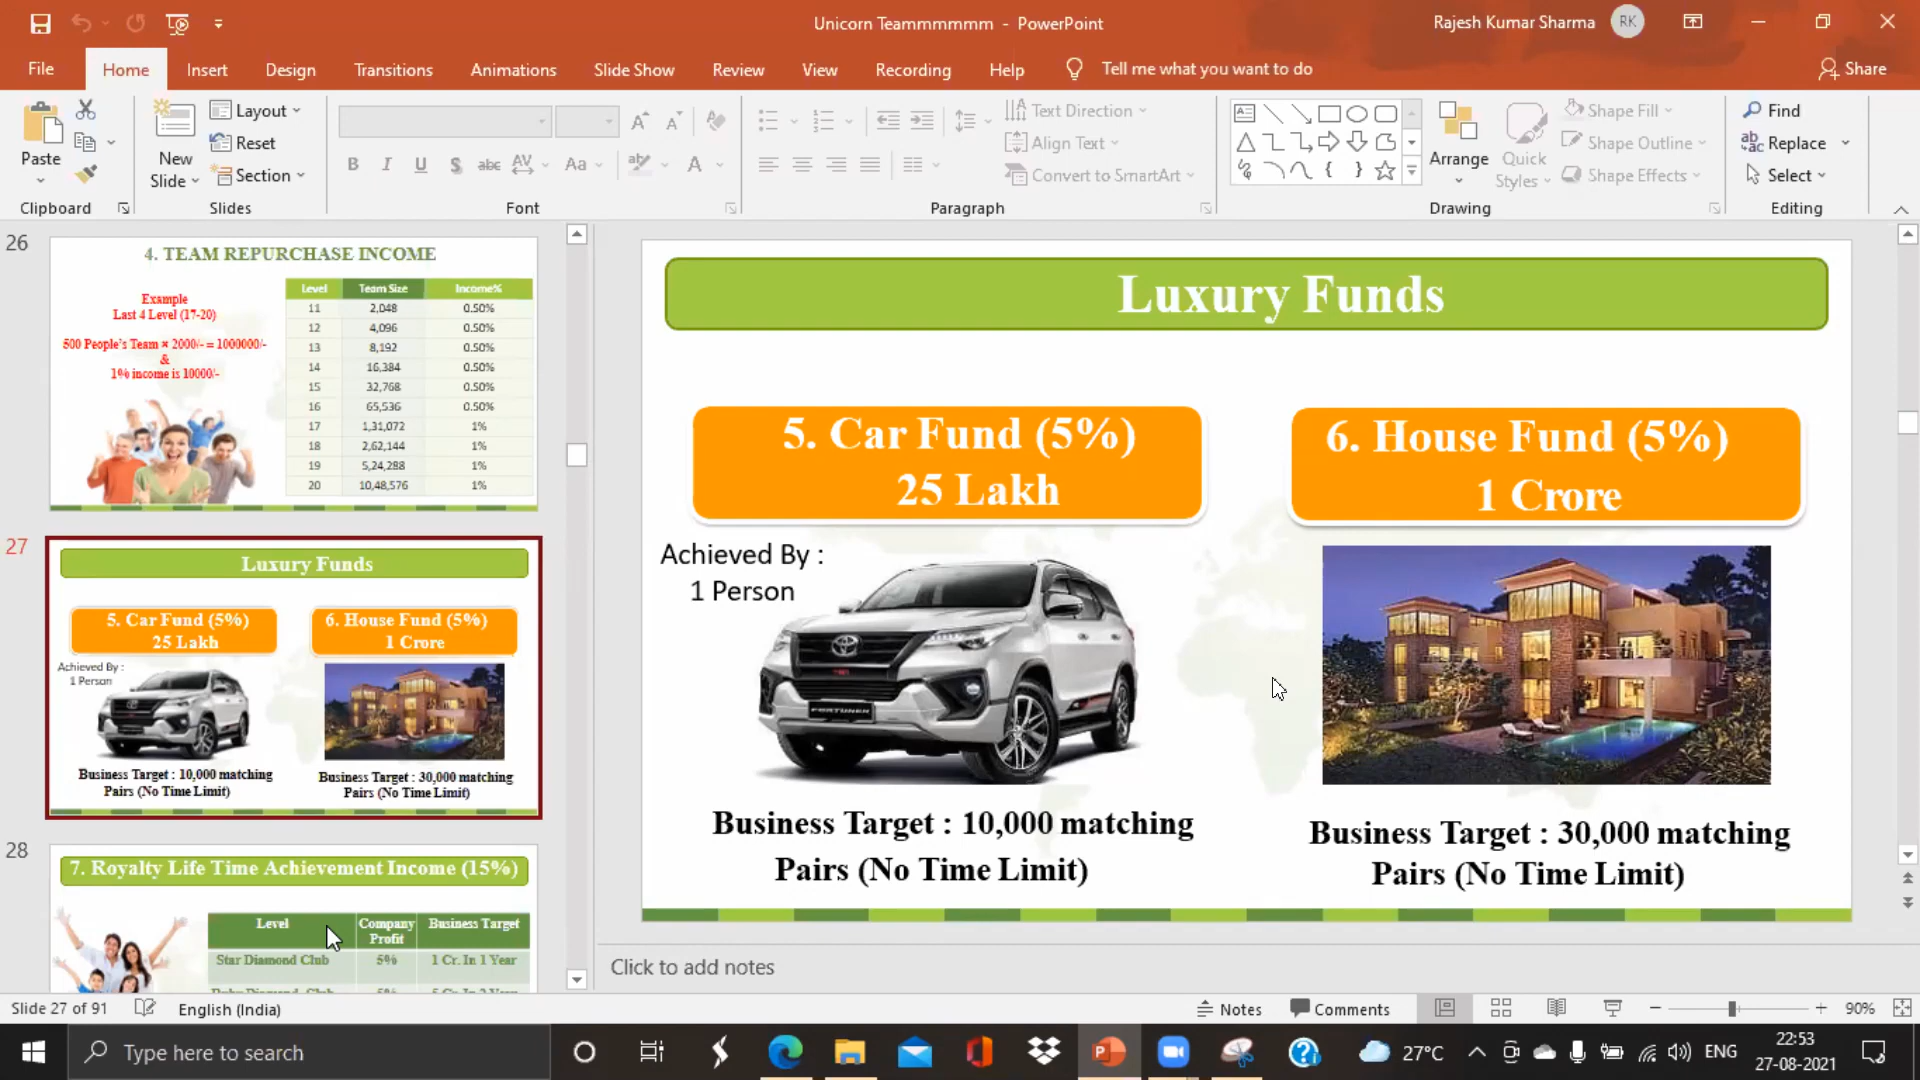 Unicorn Teammmmmm - PowerPoint
Rajesh Kumar Sharma
RK
File
Home
Insert
Design
Transitions
Animations
Slide Show
Review
View
Recording
Help
Tell me what you want to do
Share
Paste
New
Slide
Layout
Reset
Section
B I U S abc AV Aa A
Text Direction
Align Text
Convert to SmartArt
Arrange
Quick
Styles
Shape Fill
Shape Outline
Shape Effects
Find
Replace
Select
Clipboard
Slides
Font
Paragraph
Drawing
Editing
26
4. TEAM REPURCHASE INCOME
Example
Last 4 Level (17-20)
500 People's Team × 2000/- = 1000000/-
&
1% income is 10000/-
Level Team Size Income%
11 2,048 0.50%
12 4,096 0.50%
13 8,192 0.50%
14 16,384 0.50%
15 32,768 0.50%
16 65,536 0.50%
17 1,31,072 1%
18 2,62,144 1%
19 5,24,288 1%
20 10,48,576 1%
27
Luxury Funds
5. Car Fund (5%)
25 Lakh
6. House Fund (5%)
1 Crore
Achieved By :
1 Person
Business Target : 10,000 matching
Pairs (No Time Limit)
Business Target : 30,000 matching
Pairs (No Time Limit)
28
7. Royalty Life Time Achievement Income (15%)
Level Company Profit Business Target
Star Diamond Club 5% 1 Cr. In 1 Year
Luxury Funds
5. Car Fund (5%)
25 Lakh
6. House Fund (5%)
1 Crore
Achieved By :
1 Person
FORTUNER
Business Target : 10,000 matching
Pairs (No Time Limit)
Business Target : 30,000 matching
Pairs (No Time Limit)
Click to add notes
Slide 27 of 91
English (India)
Notes
Comments
90%
Type here to search
27°C
ENG
22:53
27-08-2021